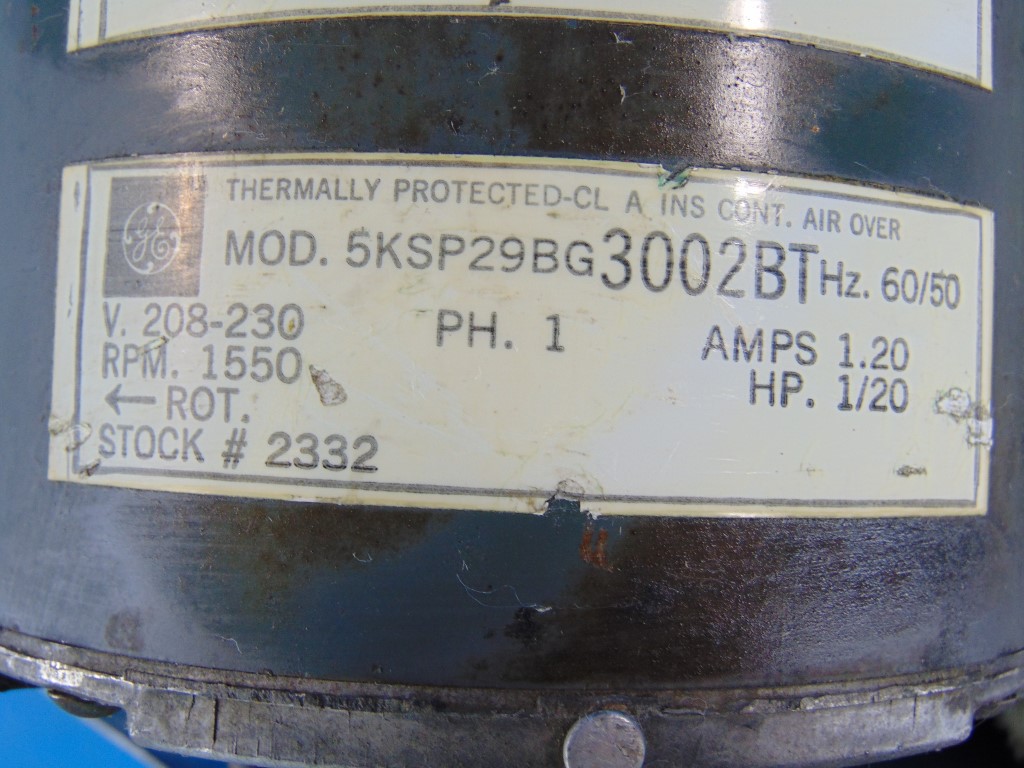 THERMALLY PROTECTED-CL A INS CONT. AIR OVER
GE
MOD. 5KSP29BG3002BT Hz. 60/50
V. 208-230 PH. 1 AMPS 1.20
RPM. 1550 HP. 1/20
← ROT.
STOCK # 2332